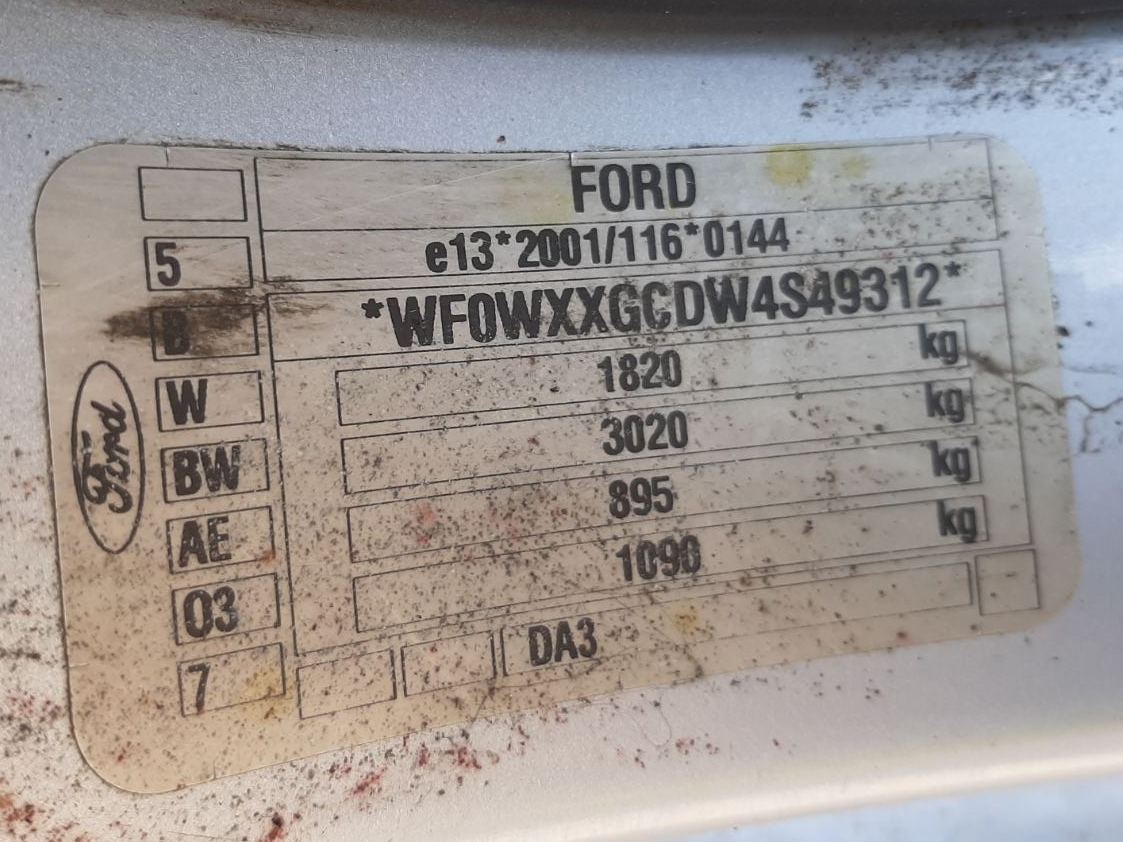 FORD
5 e13*2001/116*0144
B *WF0WXXGCDW4S49312*
W 1820 kg
BW 3020 kg
AE 895 kg
03 1090 kg
7 DA3
Ford